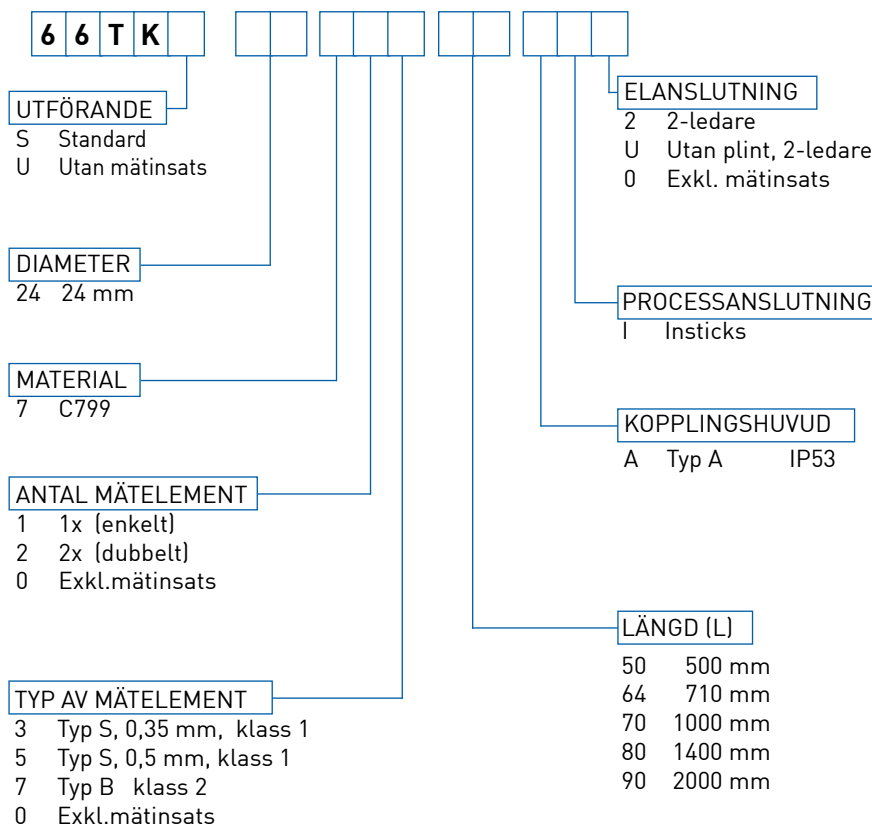 66TK
UTFÖRANDE
S Standard
U Utan mätinsats
DIAMETER
24 24 mm
MATERIAL
7 C799
ANTAL MÄTELEMENT
1 1x (enkelt)
2 2x (dubbelt)
0 Exkl.mätinsats
TYP AV MÄTELEMENT
3 Typ S, 0,35 mm, klass 1
5 Typ S, 0,5 mm, klass 1
7 Typ B klass 2
0 Exkl.mätinsats
ELANSLUTNING
2 2-ledare
U Utan plint, 2-ledare
0 Exkl. mätinsats
PROCESSANSLUTNING
I Insticks
KOPPLINGSHUVUD
A Typ A IP53
LÄNGD (L)
50 500 mm
64 710 mm
70 1000 mm
80 1400 mm
90 2000 mm